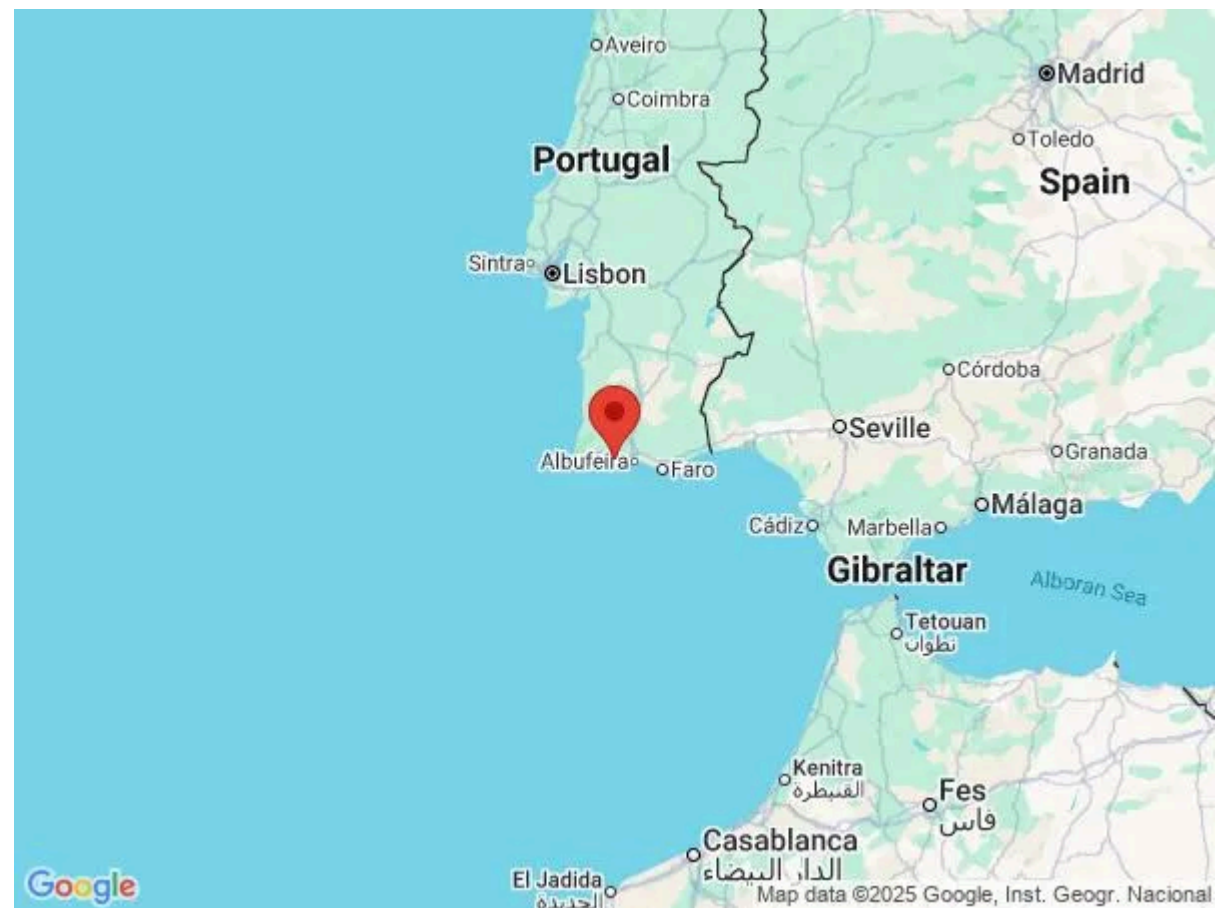 Aveiro
Madrid
Coimbra
Toledo
Portugal
Spain
Sintra
Lisbon
Córdoba
Seville
Granada
Albufeira
Faro
Málaga
Cádiz
Marbella
Gibraltar
Alboran Sea
Tetouan
تطوان
Kenitra
القنيطرة
Fes
فاس
Casablanca
الدار البيضاء
El Jadida
الجديدة
Google
Map data ©2025 Google, Inst. Geogr. Nacional